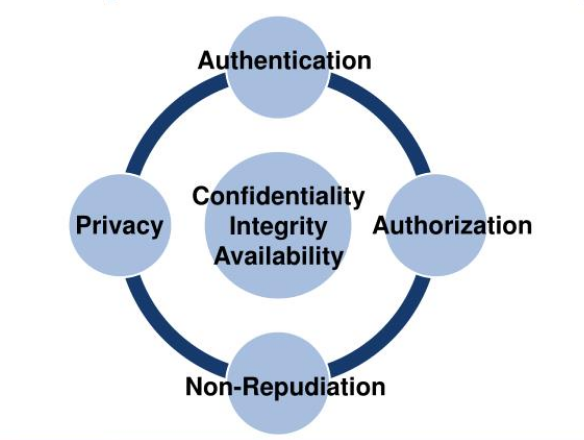 Authentication
Confidentiality
Integrity
Availability
Privacy
Authorization
Non-Repudiation